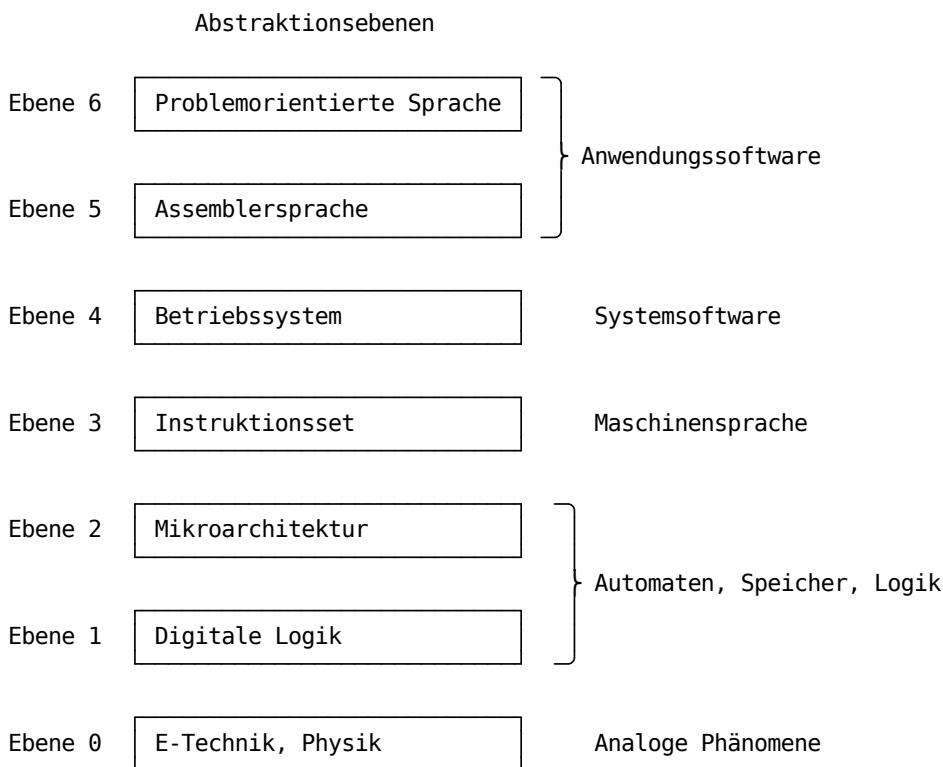 Abstraktionsebenen
Ebene 6 Problemorientierte Sprache
Anwendungssoftware
Ebene 5 Assemblersprache
Ebene 4 Betriebssystem Systemsoftware
Ebene 3 Instruktionsset Maschinensprache
Ebene 2 Mikroarchitektur
Automaten, Speicher, Logik
Ebene 1 Digitale Logik
Ebene 0 E-Technik, Physik Analoge Phänomene